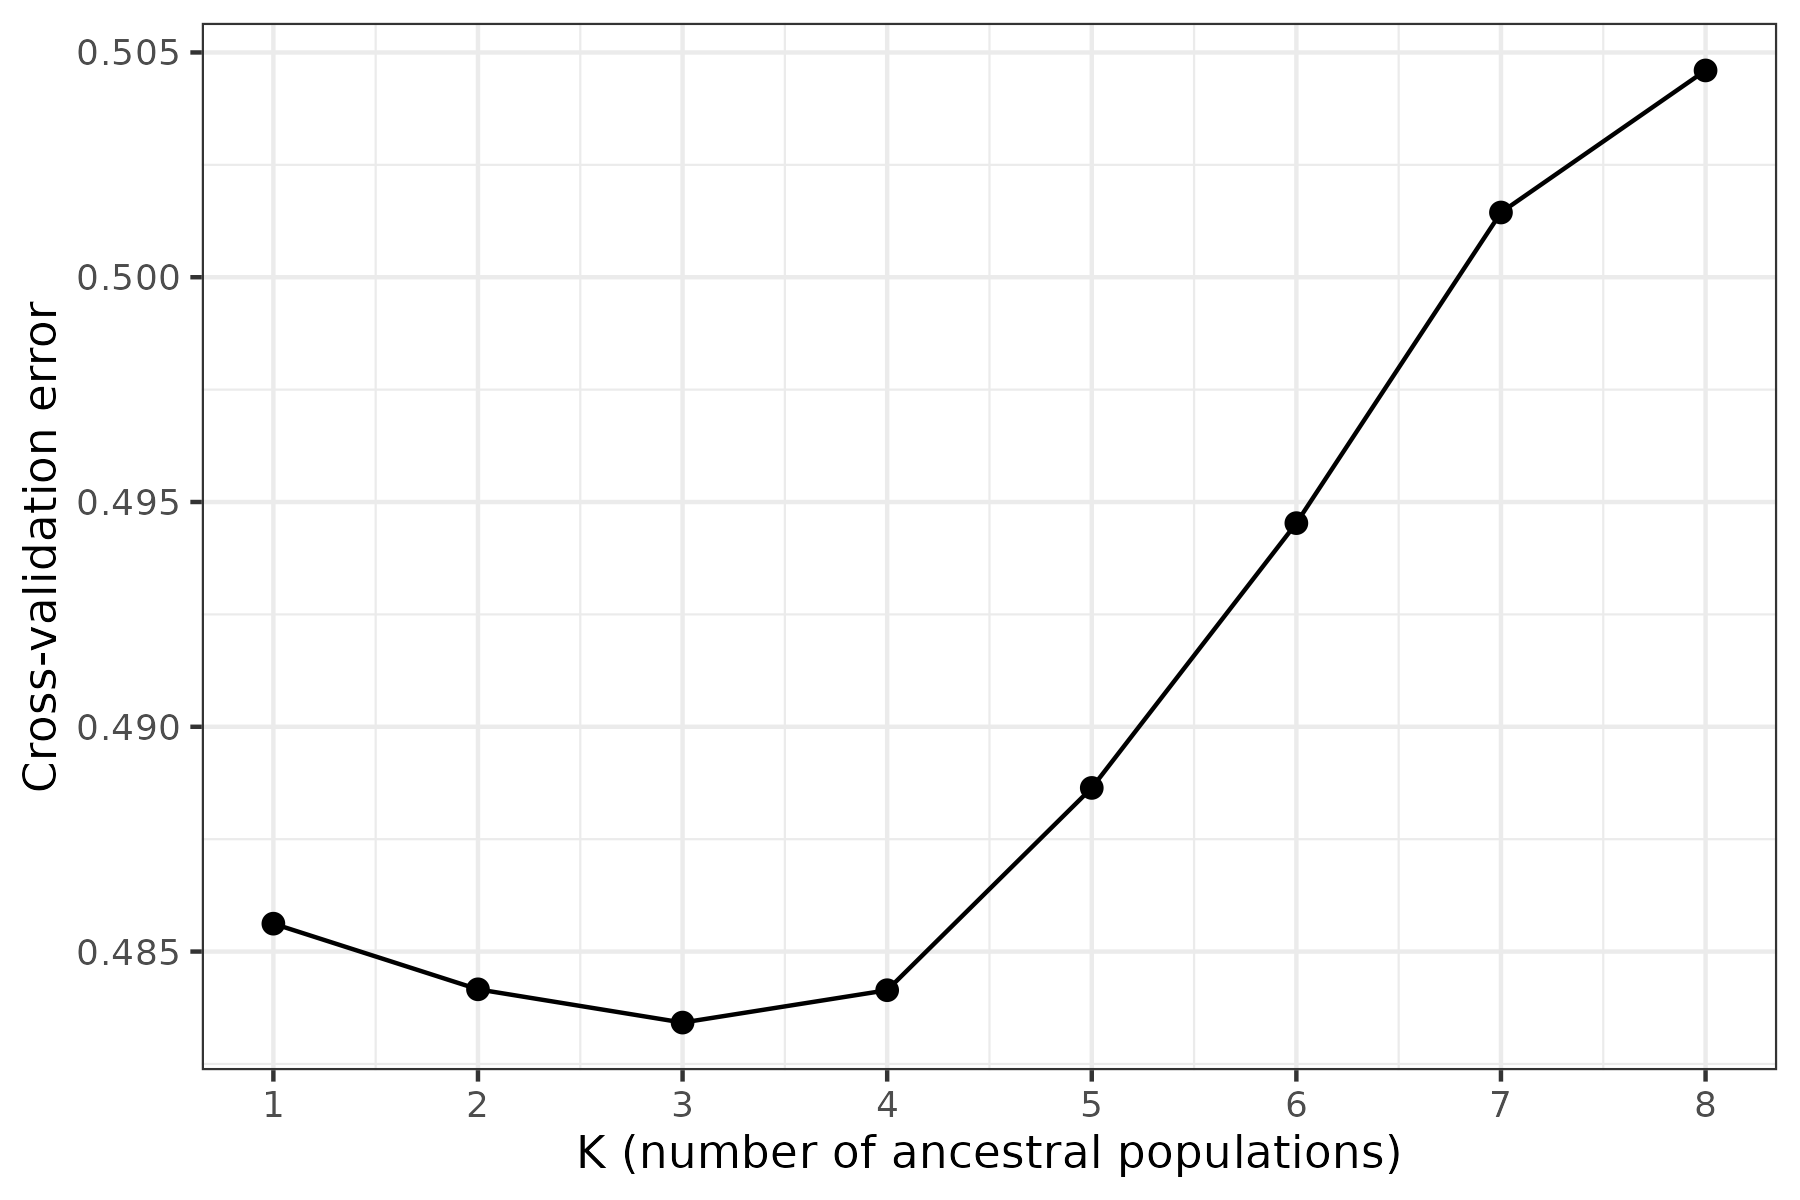 0.505
0.500
0.495
0.490
0.485
Cross-validation error
1 2 3 4 5 6 7 8
K (number of ancestral populations)